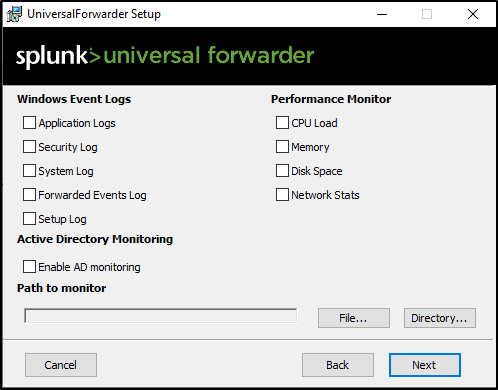 UniversalForwarder Setup
splunk> universal forwarder
Windows Event Logs
Application Logs
Security Log
System Log
Forwarded Events Log
Setup Log
Performance Monitor
CPU Load
Memory
Disk Space
Network Stats
Active Directory Monitoring
Enable AD monitoring
Path to monitor
File...
Directory...
Cancel
Back
Next